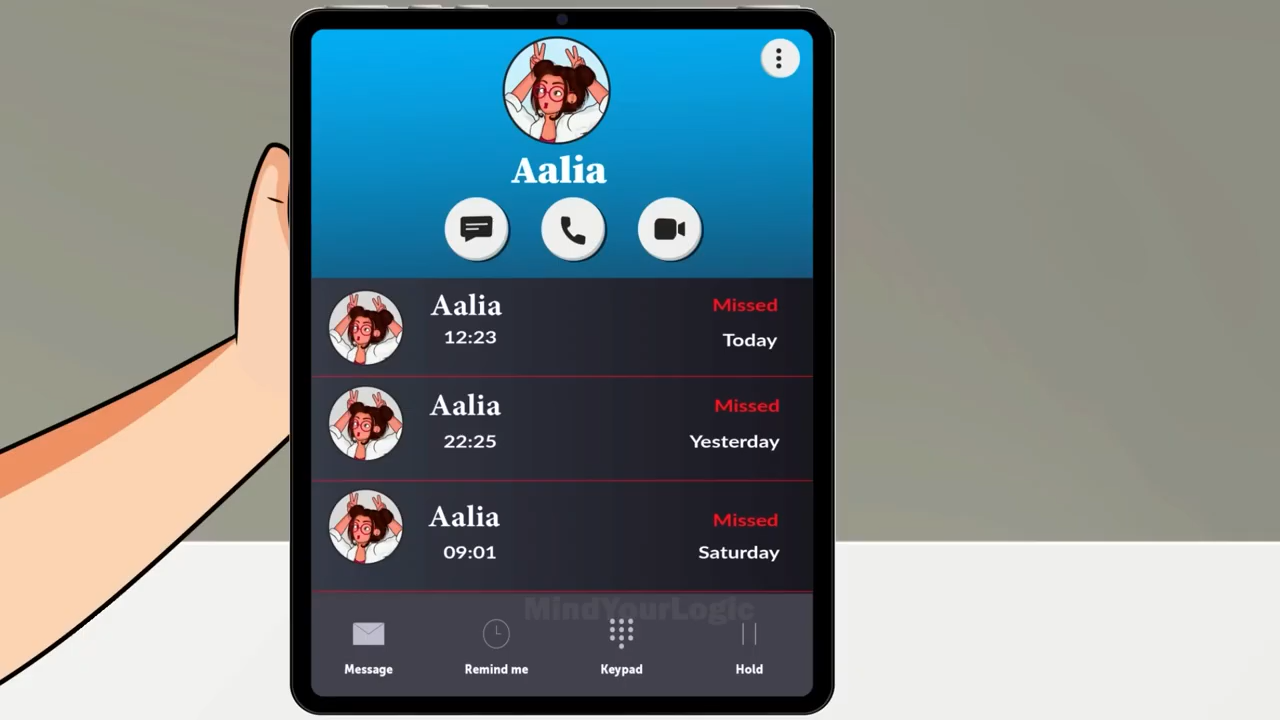 Aalia
Aalia
Missed
12:23
Today
Aalia
Missed
22:25
Yesterday
Aalia
Missed
09:01
Saturday
MindYourLogic
Message
Remind me
Keypad
Hold